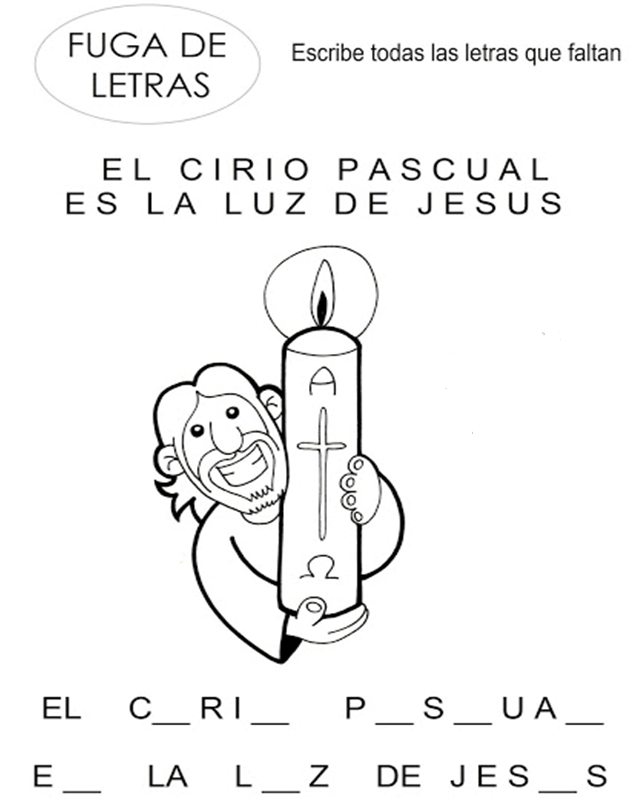 FUGA DE
LETRAS
Escribe todas las letras que faltan
EL CIRIO PASCUAL
ES LA LUZ DE JESUS
A
Ω
EL C__RI__ P__S__UA__
E__ LA L__Z DE JES__S